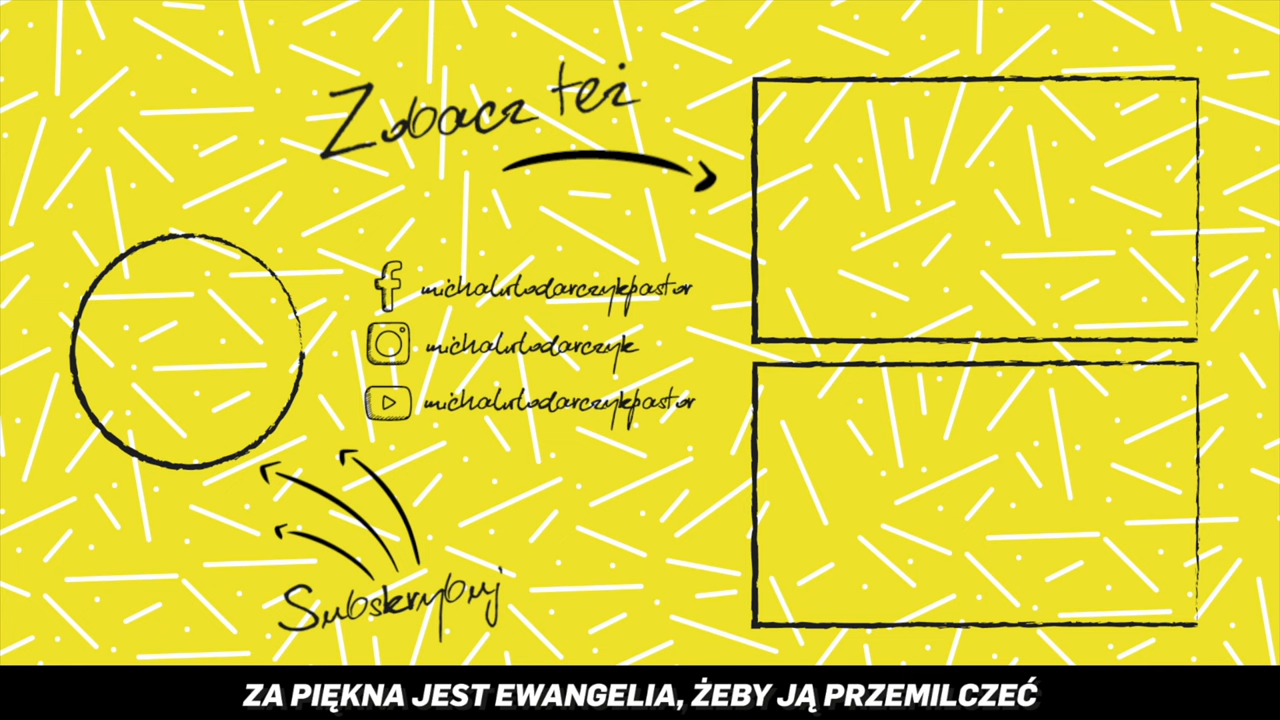 Zobacz też
michalwlodarczykpastor
michalwlodarczyk
michalwlodarczykpastor
Subskrybuj
ZA PIĘKNA JEST EWANGELIA, ŻEBY JĄ PRZEMILCZEĆ